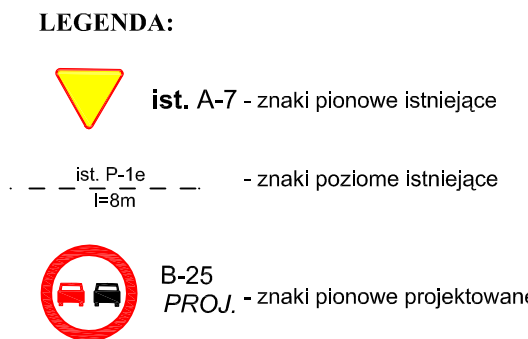 LEGENDA:
ist. A-7 - znaki pionowe istniejące
ist. P-1e
l=8m
- znaki poziome istniejące
B-25
PROJ. - znaki pionowe projektowane